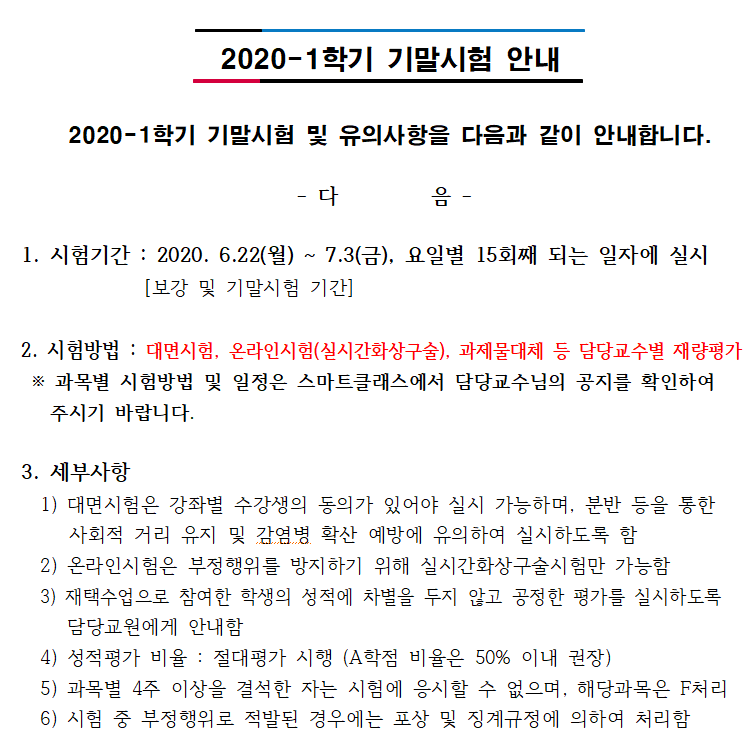 2020-1학기 기말시험 안내
2020-1학기 기말시험 및 유의사항을 다음과 같이 안내합니다.
- 다 음 -
1. 시험기간 : 2020. 6.22(월) ~ 7.3(금), 요일별 15회째 되는 일자에 실시
[보강 및 기말시험 기간]
2. 시험방법 : 대면시험, 온라인시험(실시간화상구술), 과제물대체 등 담당교수별 재량평가
※ 과목별 시험방법 및 일정은 스마트클래스에서 담당교수님의 공지를 확인하여
주시기 바랍니다.
3. 세부사항
1) 대면시험은 강좌별 수강생의 동의가 있어야 실시 가능하며, 분반 등을 통한
사회적 거리 유지 및 감염병 확산 예방에 유의하여 실시하도록 함
2) 온라인시험은 부정행위를 방지하기 위해 실시간화상구술시험만 가능함
3) 재택수업으로 참여한 학생의 성적에 차별을 두지 않고 공정한 평가를 실시하도록
담당교원에게 안내함
4) 성적평가 비율 : 절대평가 시행 (A학점 비율은 50% 이내 권장)
5) 과목별 4주 이상을 결석한 자는 시험에 응시할 수 없으며, 해당과목은 F처리
6) 시험 중 부정행위로 적발된 경우에는 포상 및 징계규정에 의하여 처리함